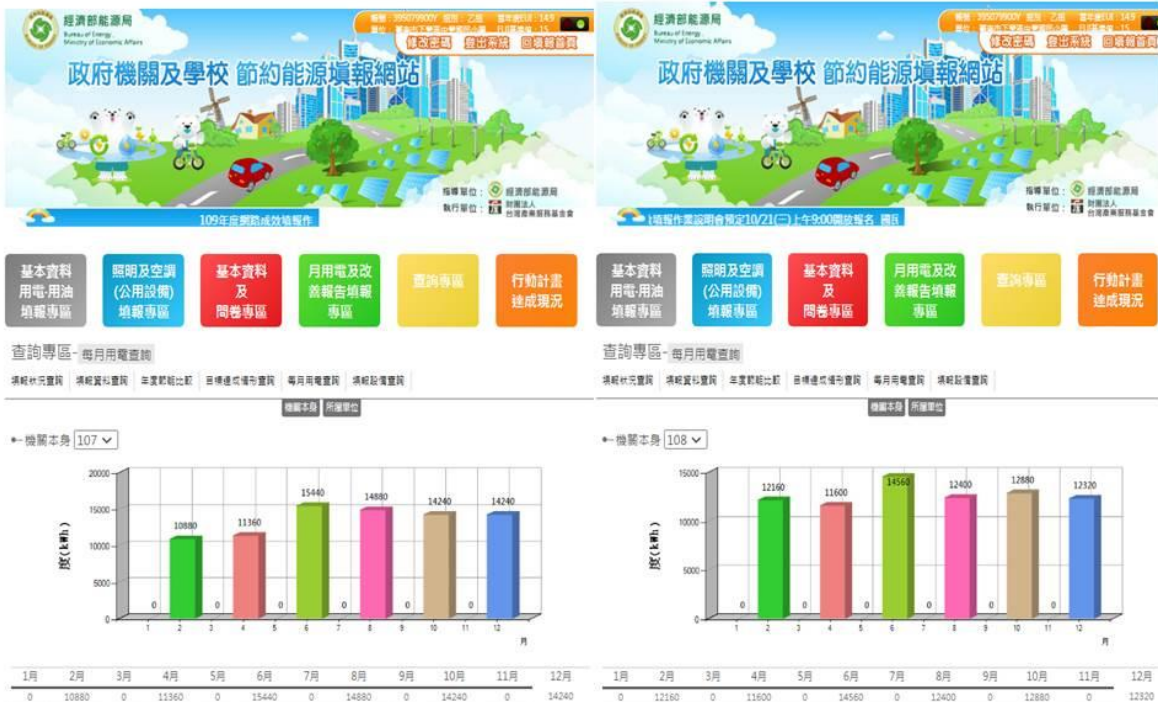 經濟部能源局
Bureau of Energy
Ministry of Economic Affairs
修改密碼 登出系統 回填報首頁
政府機關及學校 節約能源填報網站
指導單位： 經濟部能源局
執行單位： 財團法人
台灣產業服務基金會
109年度網路成效填報作
基本資料
用電‧用油
填報專區
照明及空調
(公用設備)
填報專區
基本資料
及
問卷專區
月用電及改
善報告填報
專區
查詢專區
行動計畫
達成現況
查詢專區- 每月用電查詢
填報狀況查詢 填報資料查詢 年度節能比較 目標達成情形查詢 每月用電查詢 填報設備查詢
機關本身 所屬單位
機關本身 107
度(kWh)
20000
15000
10000
5000
0
0 10880 0 11360 0 15440 0 14880 0 14240 0 14240
1 2 3 4 5 6 7 8 9 10 11 12
月
1月 2月 3月 4月 5月 6月 7月 8月 9月 10月 11月 12月
0 10880 0 11360 0 15440 0 14880 0 14240 0 14240
經濟部能源局
Bureau of Energy
Ministry of Economic Affairs
修改密碼 登出系統 回填報首頁
政府機關及學校 節約能源填報網站
指導單位： 經濟部能源局
執行單位： 財團法人
台灣產業服務基金會
填報作業說明會預定10/21(三)上午9:00開放報名
基本資料
用電‧用油
填報專區
照明及空調
(公用設備)
填報專區
基本資料
及
問卷專區
月用電及改
善報告填報
專區
查詢專區
行動計畫
達成現況
查詢專區- 每月用電查詢
填報狀況查詢 填報資料查詢 年度節能比較 目標達成情形查詢 每月用電查詢 填報設備查詢
機關本身 所屬單位
機關本身 108
度(kWh)
15000
10000
5000
0
0 12160 0 11600 0 14560 0 12400 0 12880 0 12320
1 2 3 4 5 6 7 8 9 10 11 12
月
1月 2月 3月 4月 5月 6月 7月 8月 9月 10月 11月 12月
0 12160 0 11600 0 14560 0 12400 0 12880 0 12320